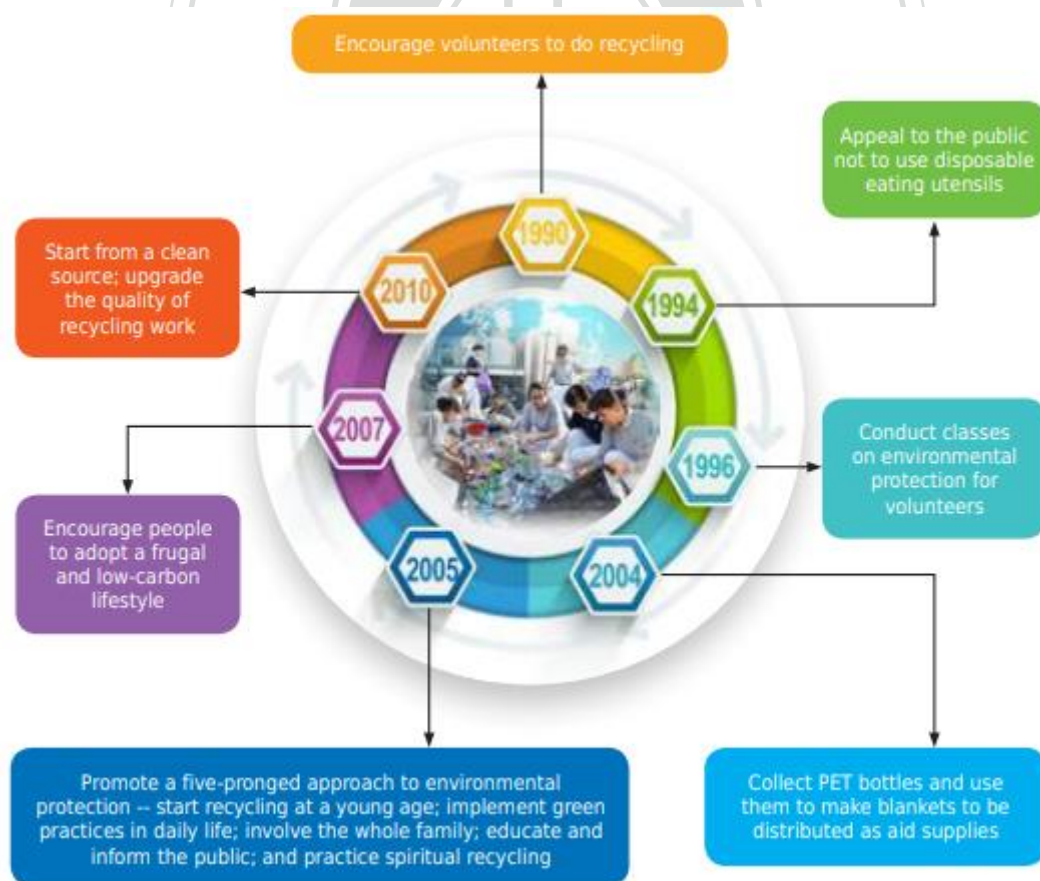 Encourage volunteers to do recycling
1990
Appeal to the public
not to use disposable
eating utensils
1994
Conduct classes
on environmental
protection for
volunteers
1996
Collect PET bottles and use
them to make blankets to be
distributed as aid supplies
2004
Promote a five-pronged approach to environmental
protection -- start recycling at a young age; implement green
practices in daily life; involve the whole family; educate and
inform the public; and practice spiritual recycling
2005
Encourage people
to adopt a frugal
and low-carbon
lifestyle
2007
Start from a clean
source; upgrade
the quality of
recycling work
2010